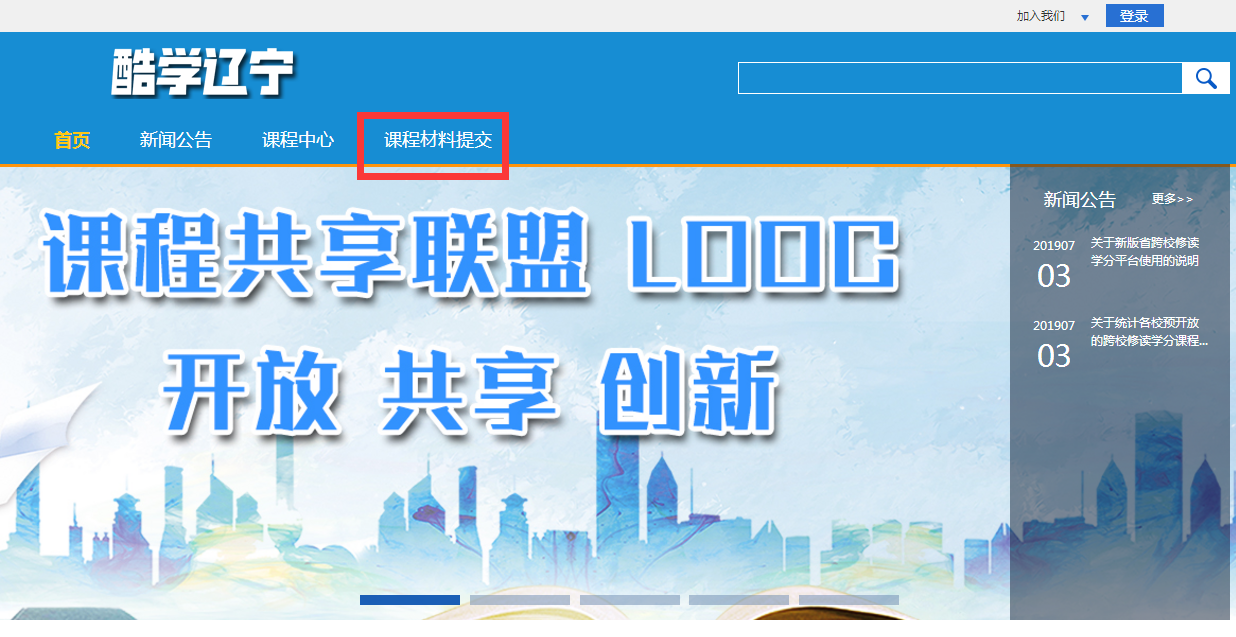 加入我们
登录
酷学辽宁
首页 新闻公告 课程中心 课程材料提交
课程共享联盟 LOOC
开放 共享 创新
新闻公告 更多>>
201907
03
关于新版省跨校修读
学分平台使用的说明
201907
03
关于统计各校预开放
的跨校修读学分课程...